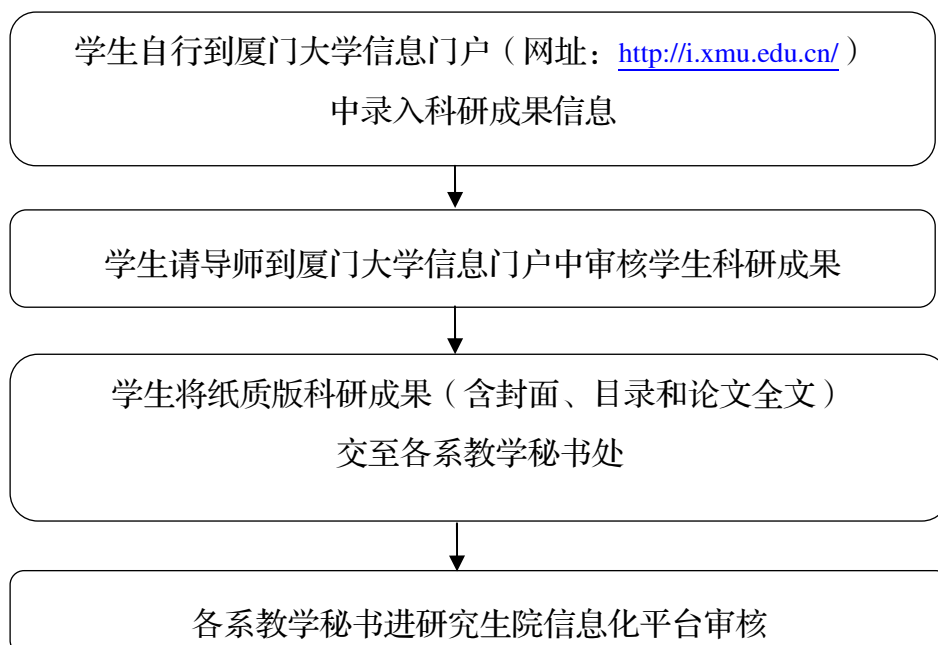 学生自行到厦门大学信息门户（网址：http://i.xmu.edu.cn/）
中录入科研成果信息
学生请导师到厦门大学信息门户中审核学生科研成果
学生将纸质版科研成果（含封面、目录和论文全文）
交至各系教学秘书处
各系教学秘书进研究生院信息化平台审核